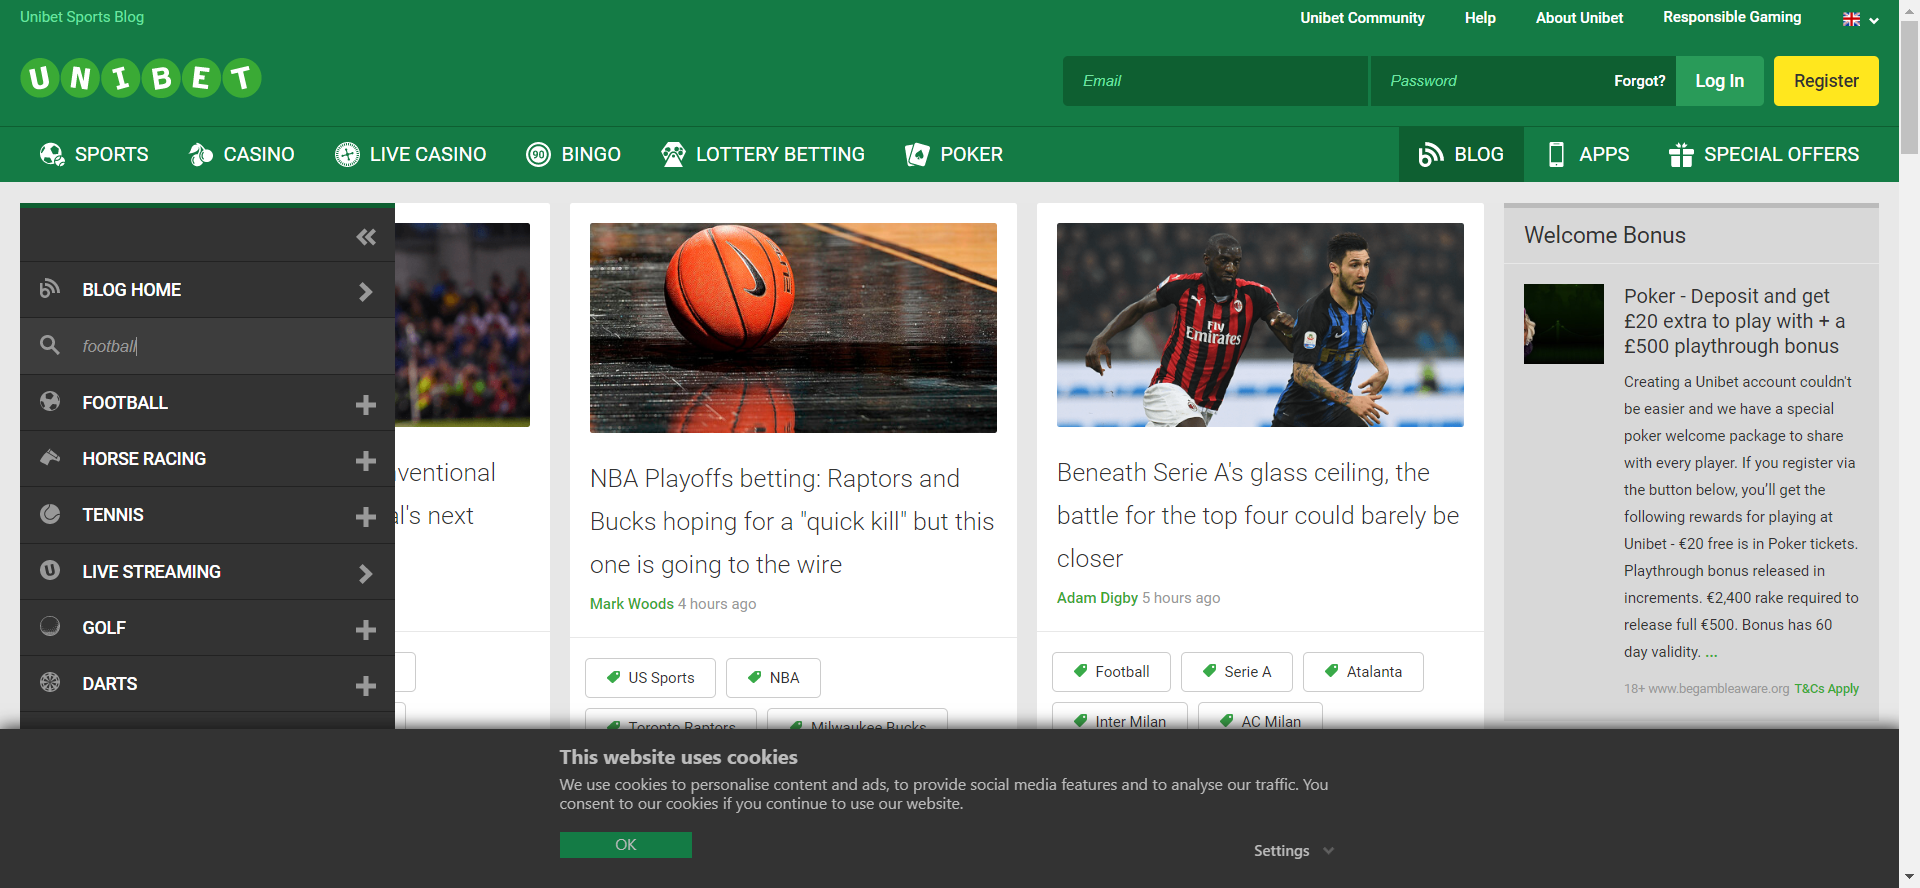 Unibet Sports Blog
Unibet Community
Help
About Unibet
Responsible Gaming
UNIBET
Email
Password
Forgot?
Log In
Register
SPORTS
CASINO
LIVE CASINO
90
BINGO
LOTTERY BETTING
POKER
BLOG
APPS
SPECIAL OFFERS
BLOG HOME
football
FOOTBALL
HORSE RACING
TENNIS
LIVE STREAMING
GOLF
DARTS
ventional
al's next
NBA Playoffs betting: Raptors and
Bucks hoping for a "quick kill" but this
one is going to the wire
Mark Woods 4 hours ago
US Sports
NBA
Toronto Raptors
Milwaukee Bucks
Fly
Emirates
Beneath Serie A's glass ceiling, the
battle for the top four could barely be
closer
Adam Digby 5 hours ago
Football
Serie A
Atalanta
Inter Milan
AC Milan
Welcome Bonus
Poker - Deposit and get
£20 extra to play with + a
£500 playthrough bonus
Creating a Unibet account couldn't
be easier and we have a special
poker welcome package to share
with every player. If you register via
the button below, you’ll get the
following rewards for playing at
Unibet - €20 free is in Poker tickets.
Playthrough bonus released in
increments. €2,400 rake required to
release full €500. Bonus has 60
day validity. ...
18+ www.begambleaware.org T&Cs Apply
This website uses cookies
We use cookies to personalise content and ads, to provide social media features and to analyse our traffic. You
consent to our cookies if you continue to use our website.
OK
Settings